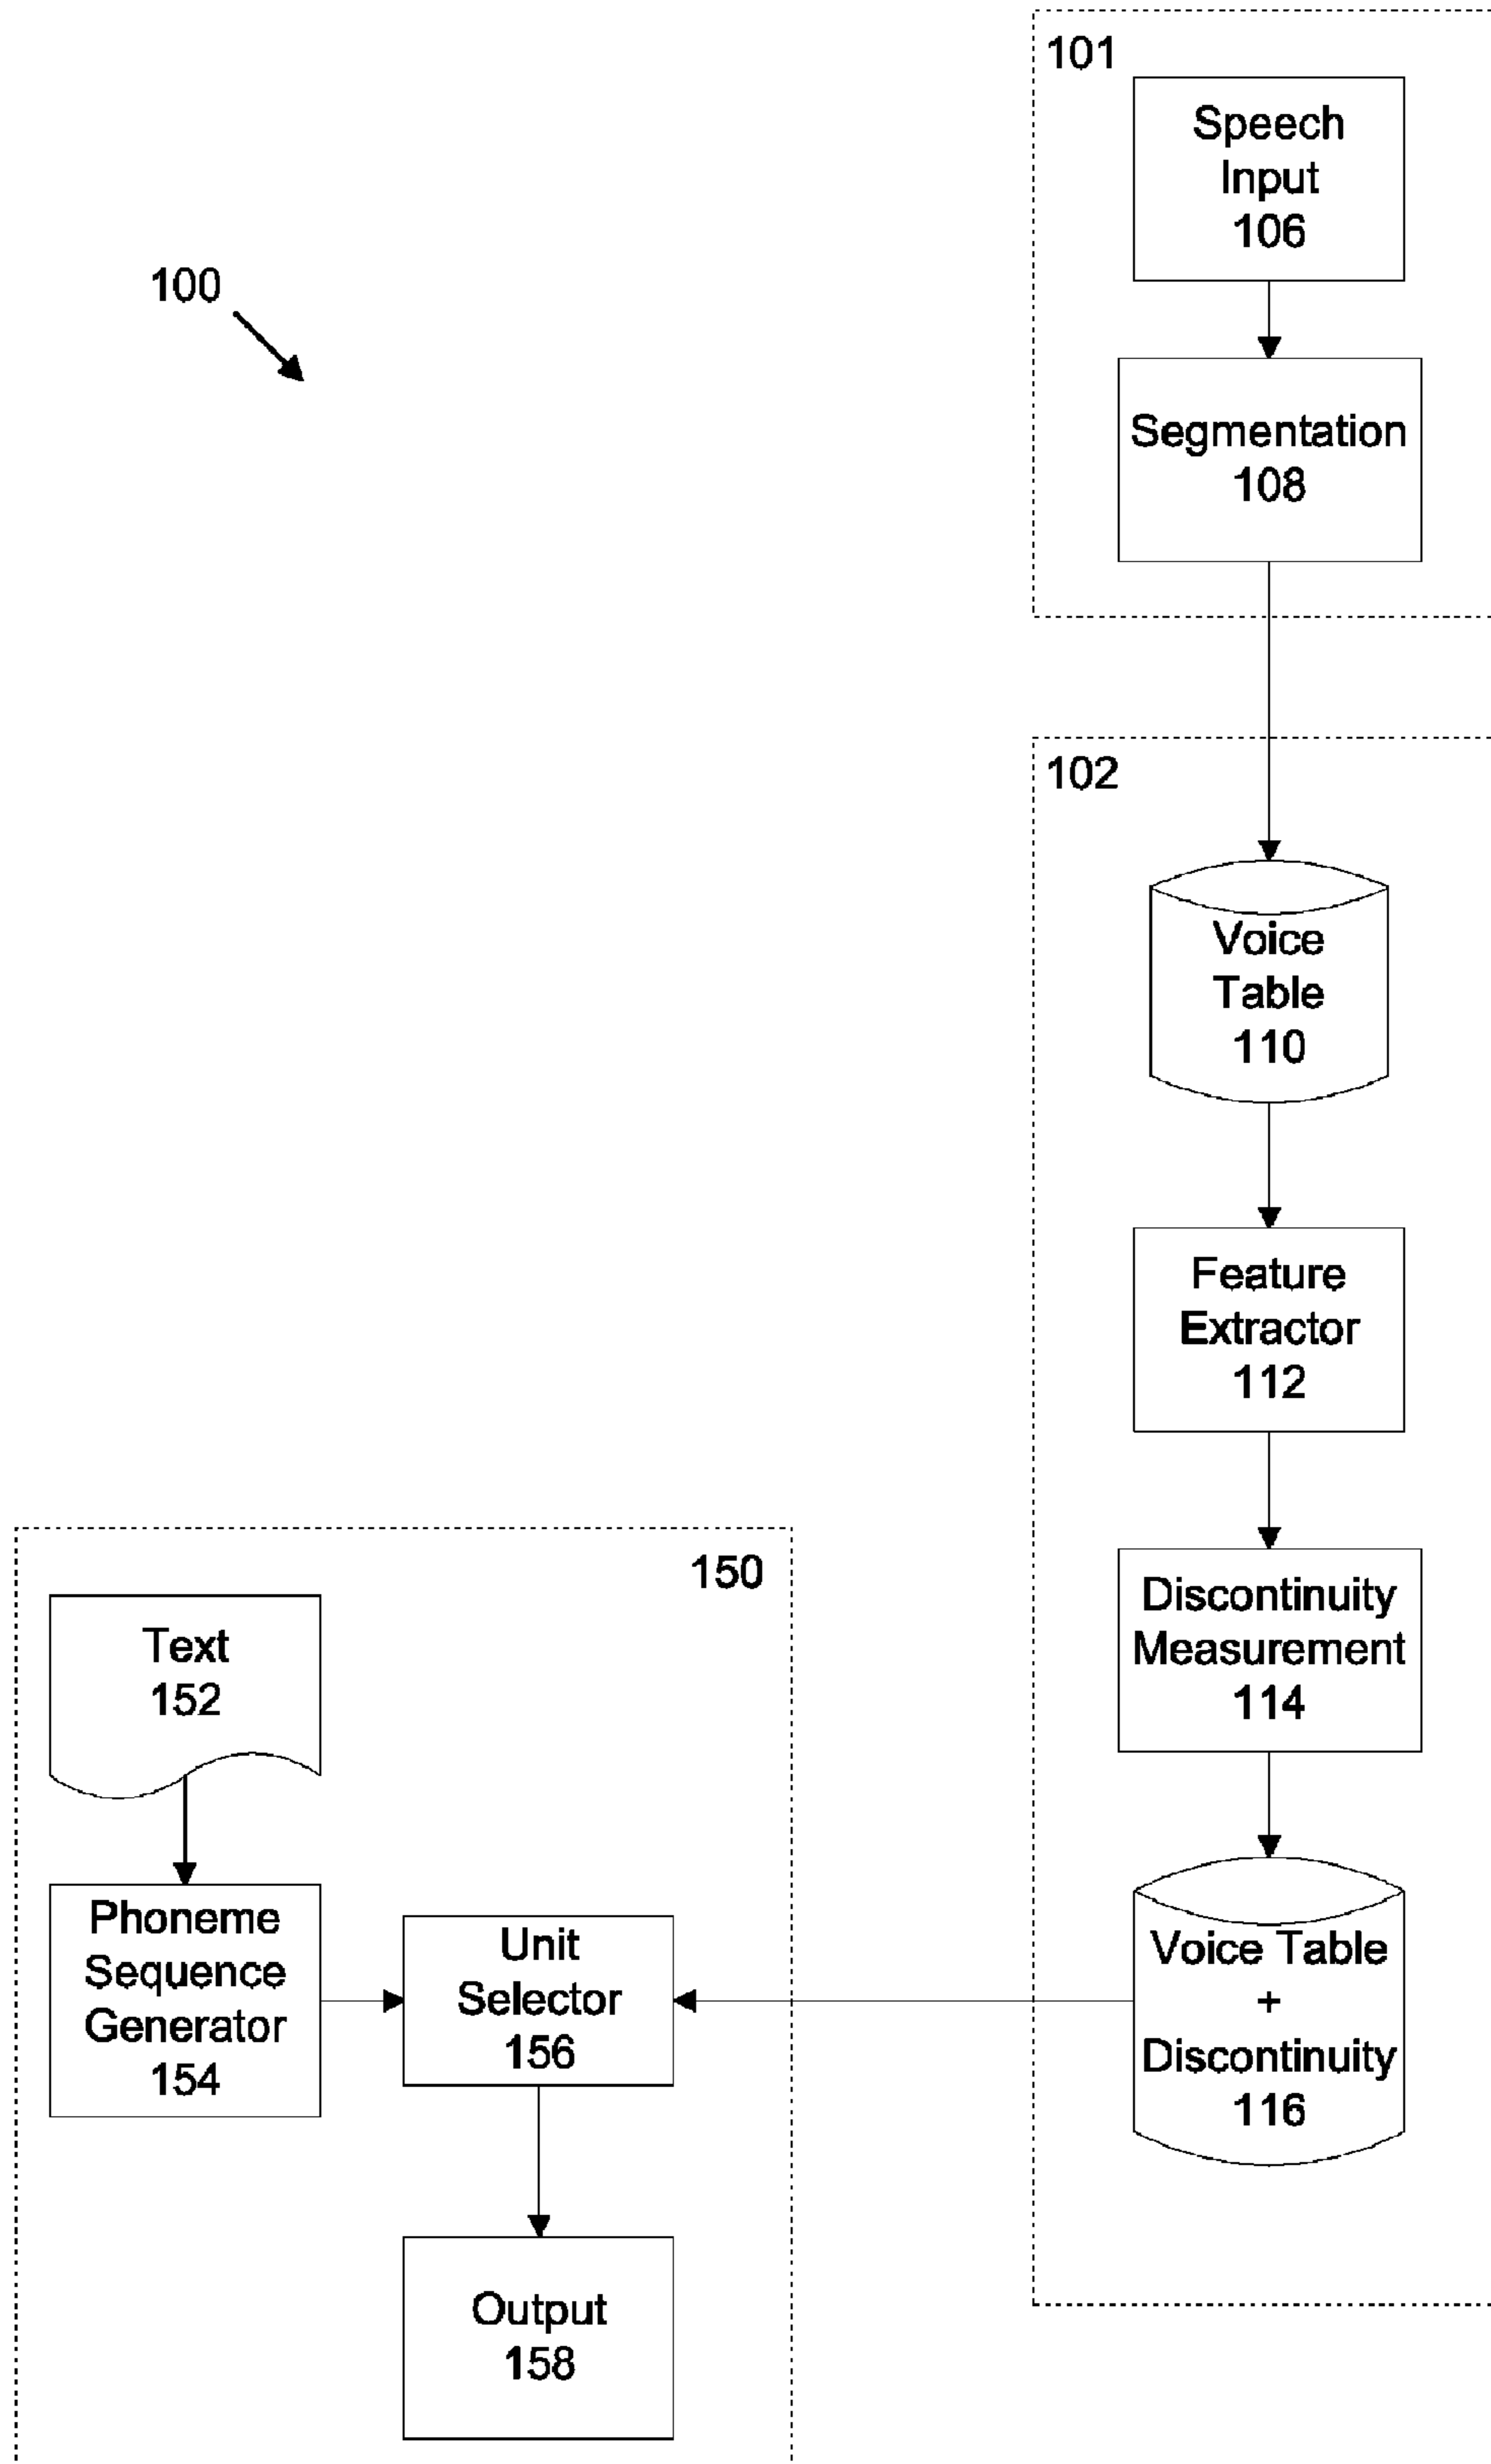 101
Speech
Input
106
100
Segmentation
108
102
Voice
Table
110
Feature
Extractor
112
Discontinuity
Measurement
114
Voice Table
+
Discontinuity
116
150
Text
152
Phoneme
Sequence
Generator
154
Unit
Selector
156
Output
158